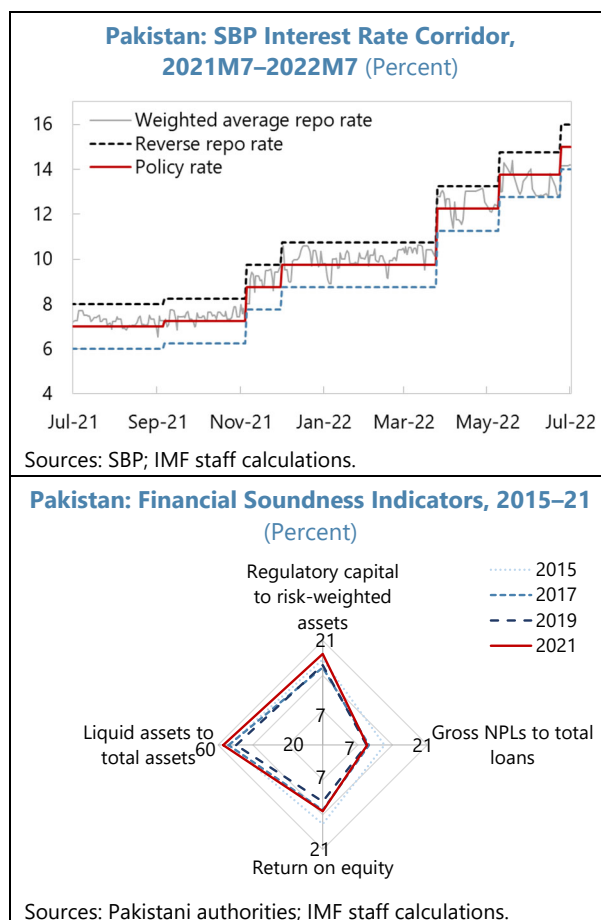 Pakistan: SBP Interest Rate Corridor,
2021M7–2022M7 (Percent)
16
14
12
10
8
6
4
Weighted average repo rate
Reverse repo rate
Policy rate
Jul-21 Sep-21 Nov-21 Jan-22 Mar-22 May-22 Jul-22
Sources: SBP; IMF staff calculations.
Pakistan: Financial Soundness Indicators, 2015–21
(Percent)
2015
2017
2019
2021
Regulatory capital
to risk-weighted
assets
21
7
Liquid assets to
total assets
60
20
7
21
Gross NPLs to total
loans
7
21
Return on equity
Sources: Pakistani authorities; IMF staff calculations.